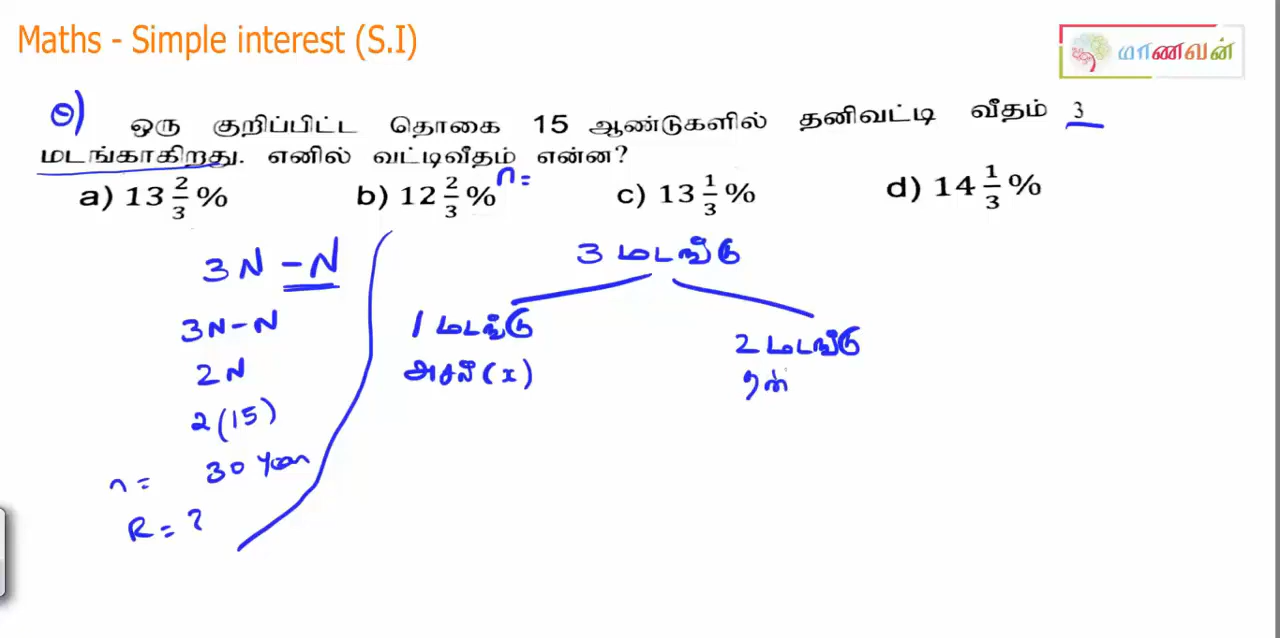 Maths - Simple interest (S.I)
மாணவன்
ஒரு குறிப்பிட்ட தொகை 15 ஆண்டுகளில் தனிவட்டி வீதம் 3
மடங்காகிறது. எனில் வட்டிவீதம் என்ன?
n =
a) 13 2/3 % b) 12 2/3 % c) 13 1/3 % d) 14 1/3 %
3N - N
3N - N
2N
2 (15)
n = 30 year
R = ?
3 மடங்கு
1 மடங்கு
அசல் (x)
2 மடங்கு